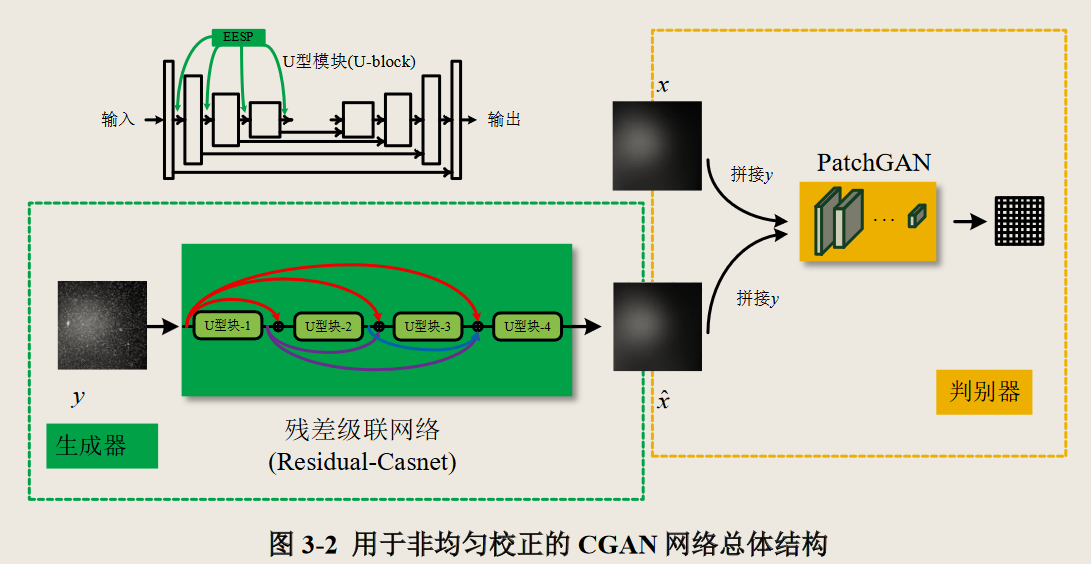 EESP
U型模块(U-block)
输入
输出
x
拼接y
PatchGAN
...
拼接y
x̂
判别器
y
U型块-1
U型块-2
U型块-3
U型块-4
生成器
残差级联网络
(Residual-Casnet)
图 3-2 用于非均匀校正的 CGAN 网络总体结构